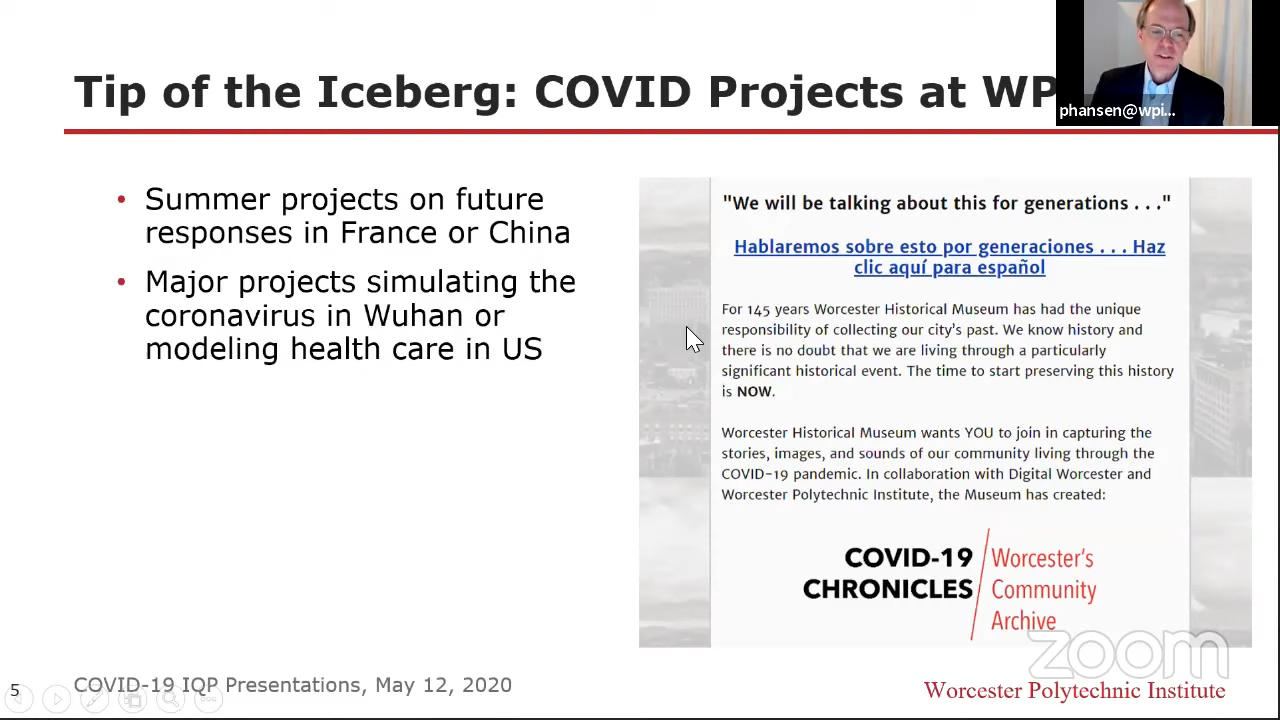 Tip of the Iceberg: COVID Projects at WP
phansen@wpi...
• Summer projects on future
responses in France or China
• Major projects simulating the
coronavirus in Wuhan or
modeling health care in US
"We will be talking about this for generations . . ."
Hablaremos sobre esto por generaciones . . . Haz
clic aquí para español
For 145 years Worcester Historical Museum has had the unique
responsibility of collecting our city's past. We know history and
there is no doubt that we are living through a particularly
significant historical event. The time to start preserving this history
is NOW.
Worcester Historical Museum wants YOU to join in capturing the
stories, images, and sounds of our community living through the
COVID-19 pandemic. In collaboration with Digital Worcester and
Worcester Polytechnic Institute, the Museum has created:
COVID-19
CHRONICLES
Worcester's
Community
Archive
zoom
5
COVID-19 IQP Presentations, May 12, 2020
Worcester Polytechnic Institute